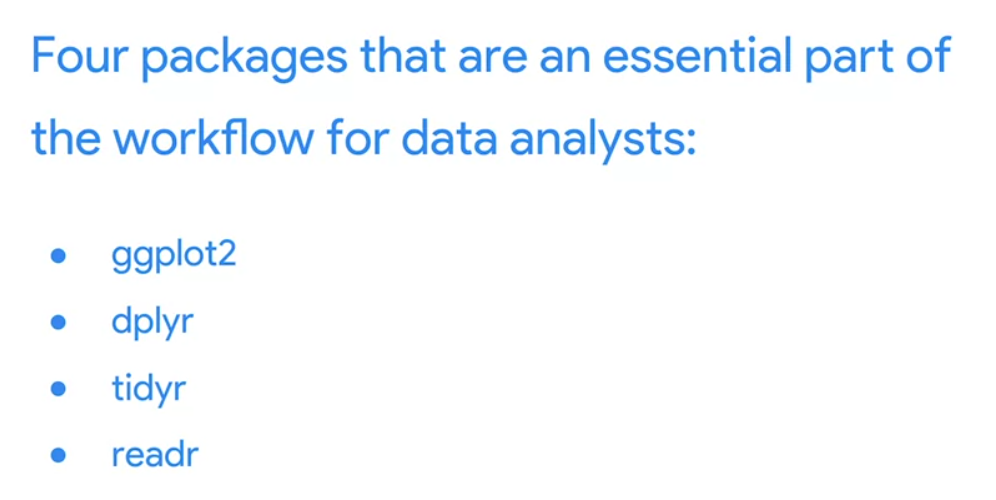 Four packages that are an essential part of
the workflow for data analysts:
● ggplot2
● dplyr
● tidyr
● readr